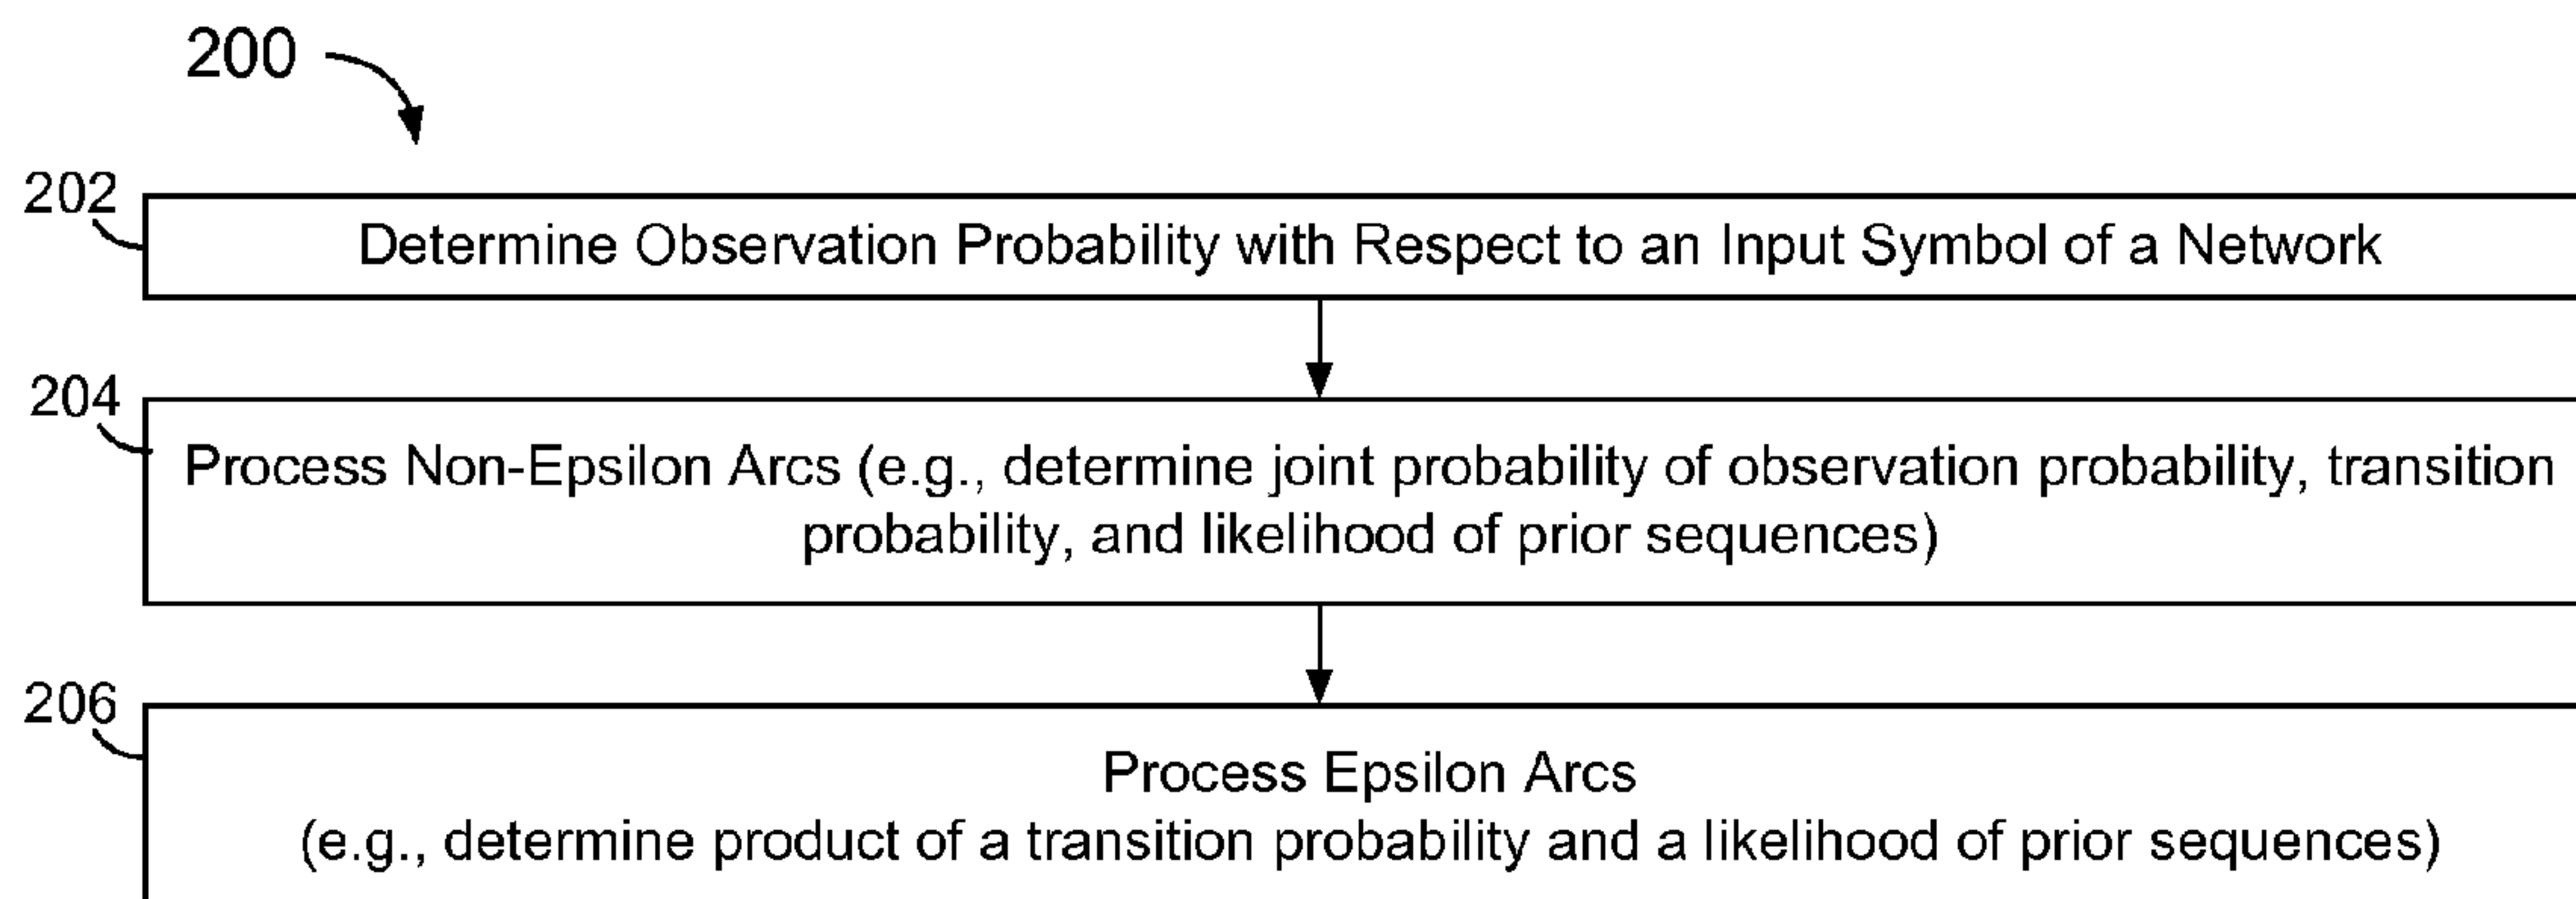 200
202
Determine Observation Probability with Respect to an Input Symbol of a Network
204
Process Non-Epsilon Arcs (e.g., determine joint probability of observation probability, transition
probability, and likelihood of prior sequences)
206
Process Epsilon Arcs
(e.g., determine product of a transition probability and a likelihood of prior sequences)